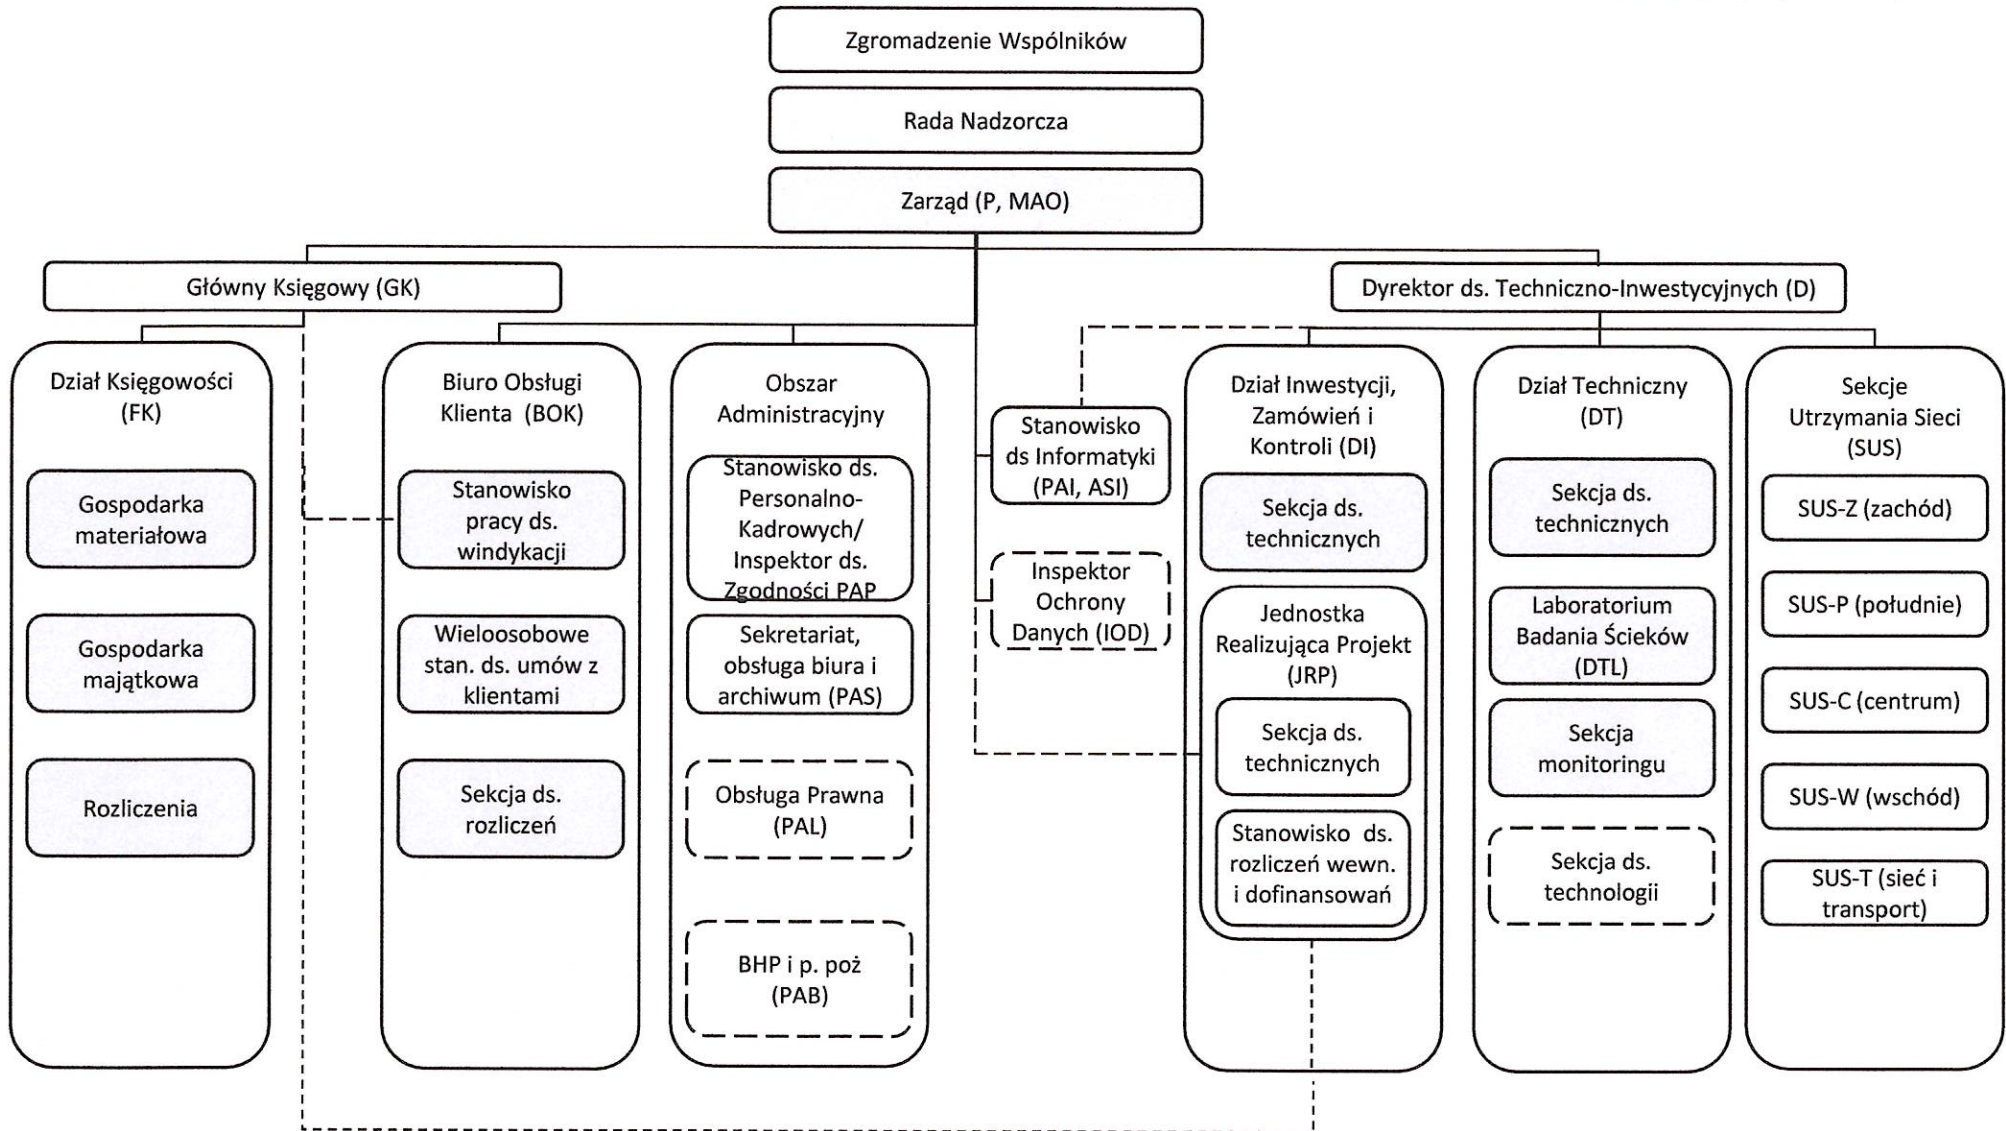 Zgromadzenie Wspólników
Rada Nadzorcza
Zarząd (P, MAO)
Główny Księgowy (GK)
Dyrektor ds. Techniczno-Inwestycyjnych (D)
Dział Księgowości
(FK)
Gospodarka
materiałowa
Gospodarka
majątkowa
Rozliczenia
Biuro Obsługi
Klienta (BOK)
Stanowisko
pracy ds.
windykacji
Wieloosobowe
stan. ds. umów z
klientami
Sekcja ds.
rozliczeń
Obszar
Administracyjny
Stanowisko ds.
Personalno-
Kadrowych/
Inspektor ds.
Zgodności PAP
Sekretariat,
obsługa biura i
archiwum (PAS)
Obsługa Prawna
(PAL)
BHP i p. poż
(PAB)
Stanowisko
ds Informatyki
(PAI, ASI)
Inspektor
Ochrony
Danych (IOD)
Dział Inwestycji,
Zamówień i
Kontroli (DI)
Sekcja ds.
technicznych
Jednostka
Realizująca Projekt
(JRP)
Sekcja ds.
technicznych
Stanowisko ds.
rozliczeń wewn.
i dofinansowań
Dział Techniczny
(DT)
Sekcja ds.
technicznych
Laboratorium
Badania Ścieków
(DTL)
Sekcja
monitoringu
Sekcja ds.
technologii
Sekcje
Utrzymania Sieci
(SUS)
SUS-Z (zachód)
SUS-P (południe)
SUS-C (centrum)
SUS-W (wschód)
SUS-T (sieć i
transport)